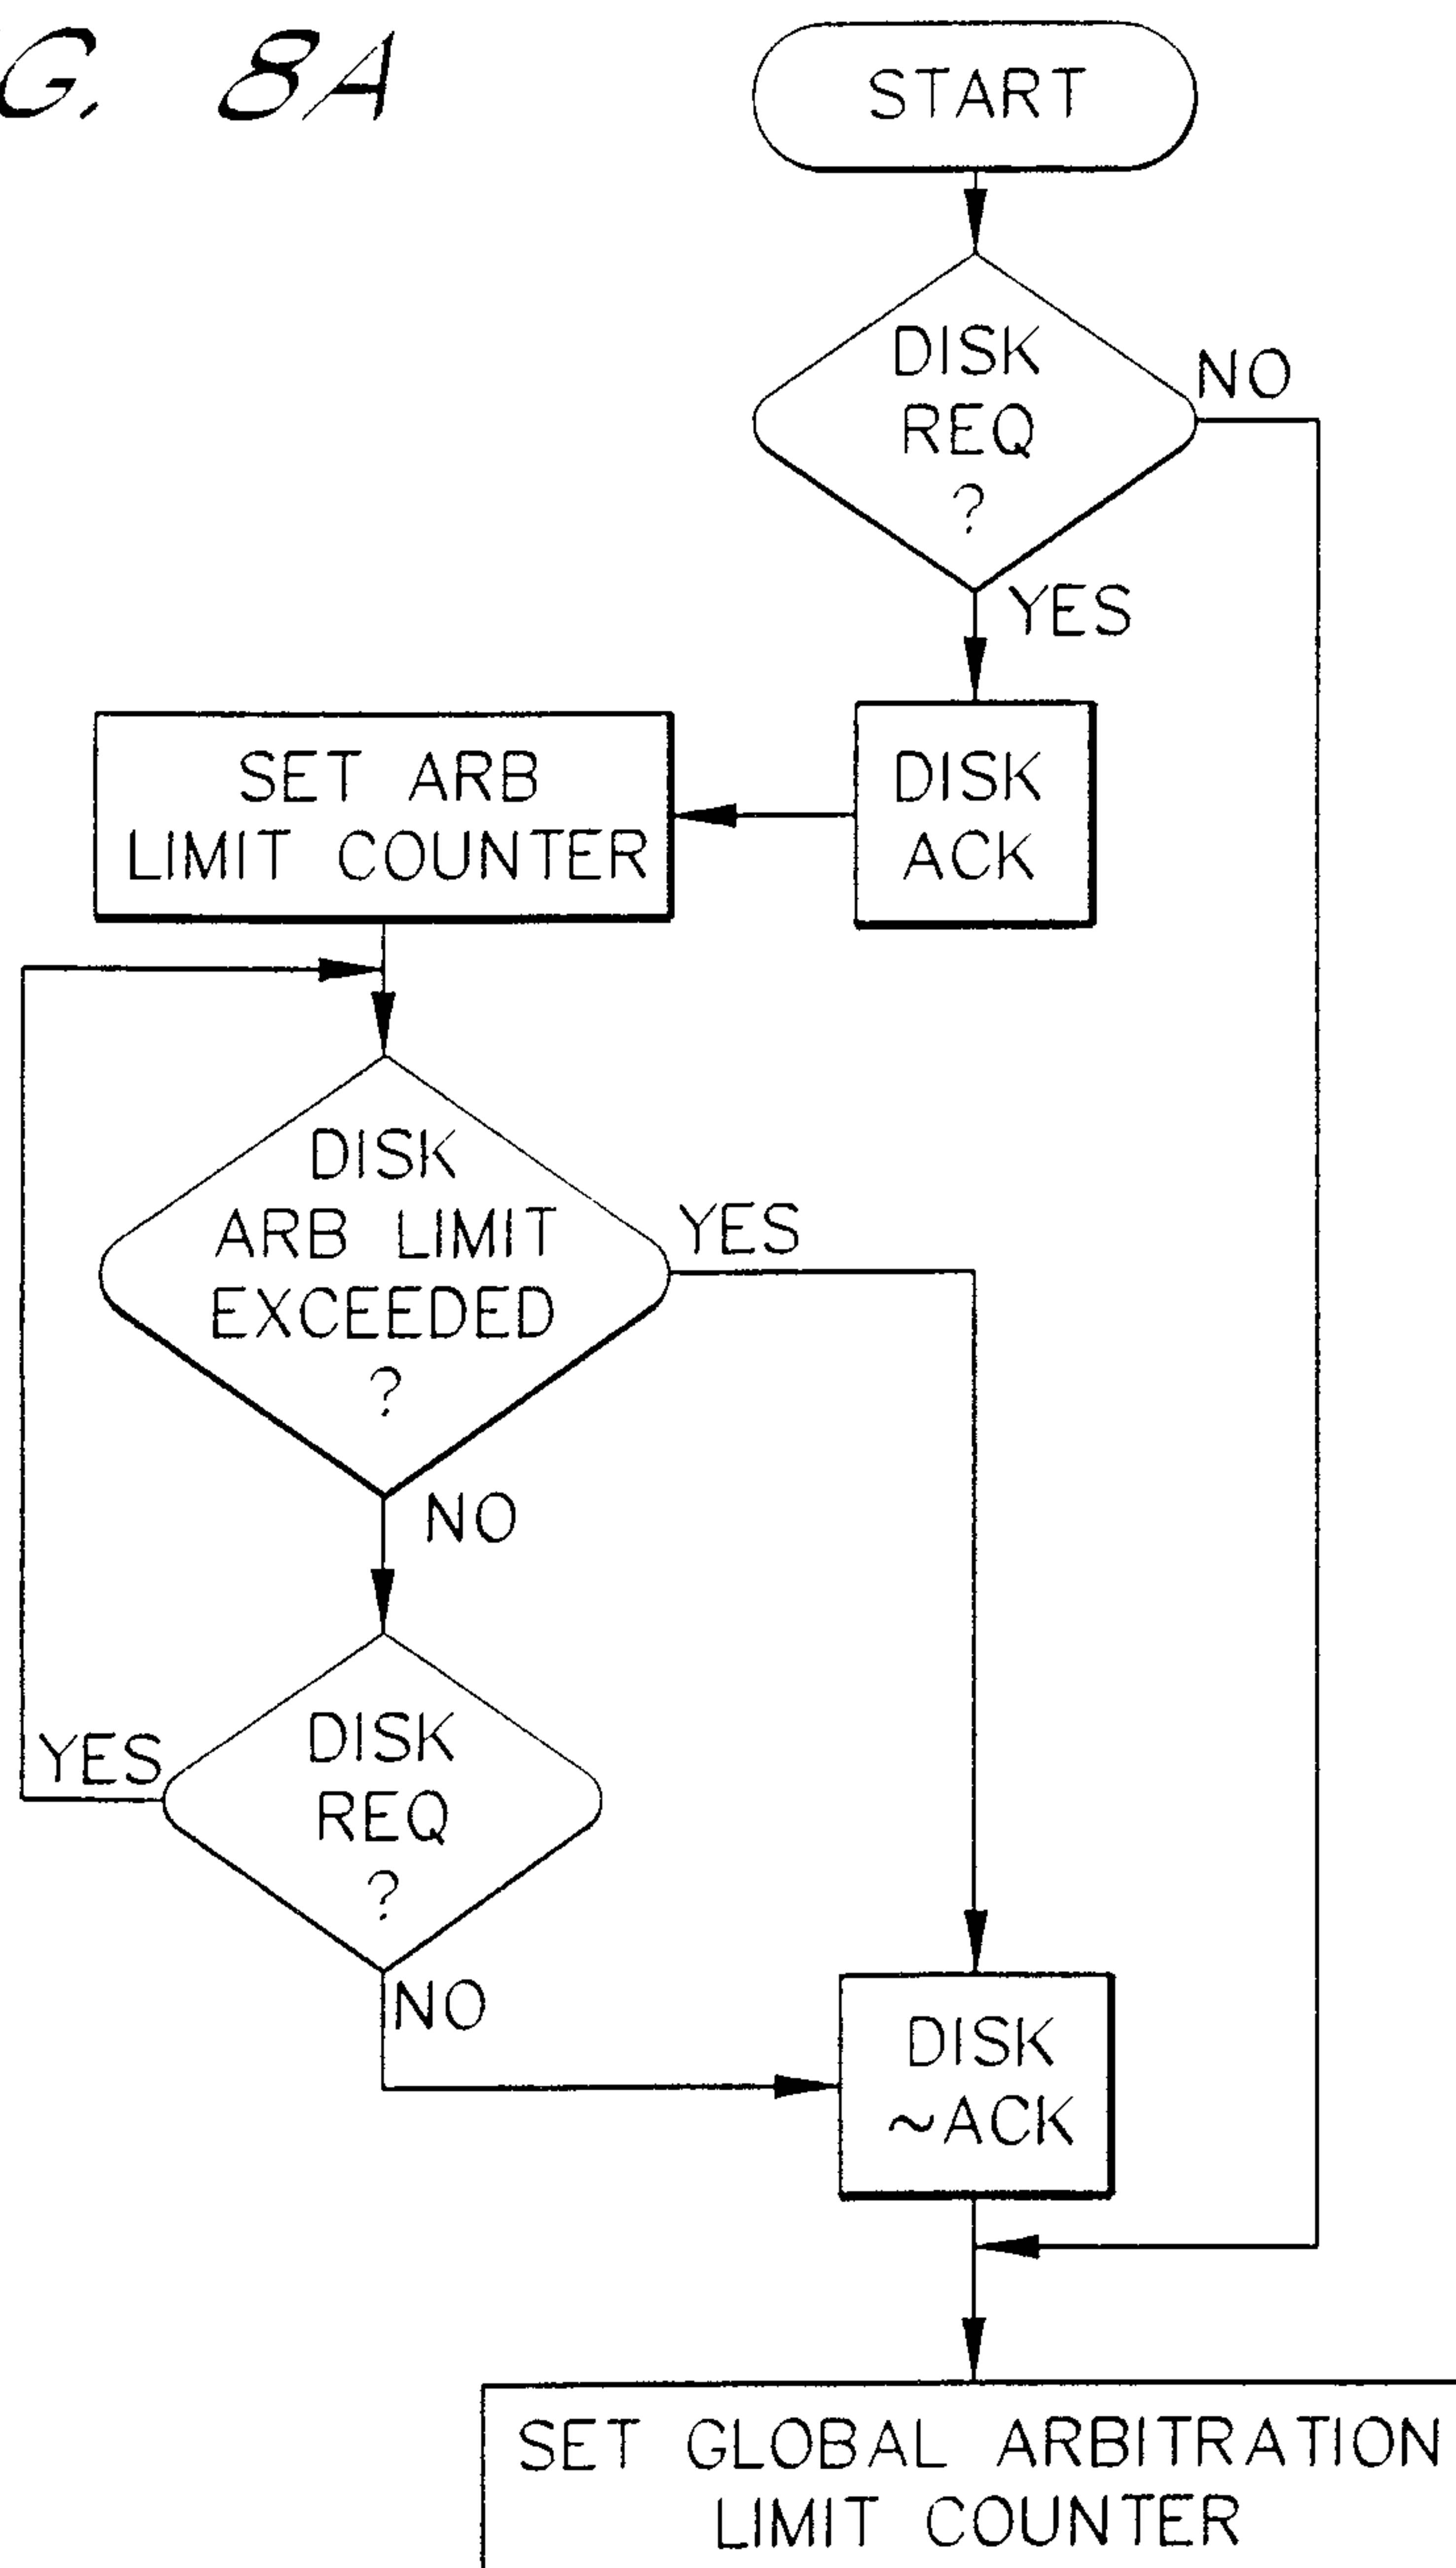 G. 8A
START
DISK
REQ
?
NO
YES
DISK
ACK
SET ARB
LIMIT COUNTER
DISK
ARB LIMIT
EXCEEDED
?
YES
NO
DISK
REQ
?
YES
NO
DISK
~ACK
SET GLOBAL ARBITRATION
LIMIT COUNTER